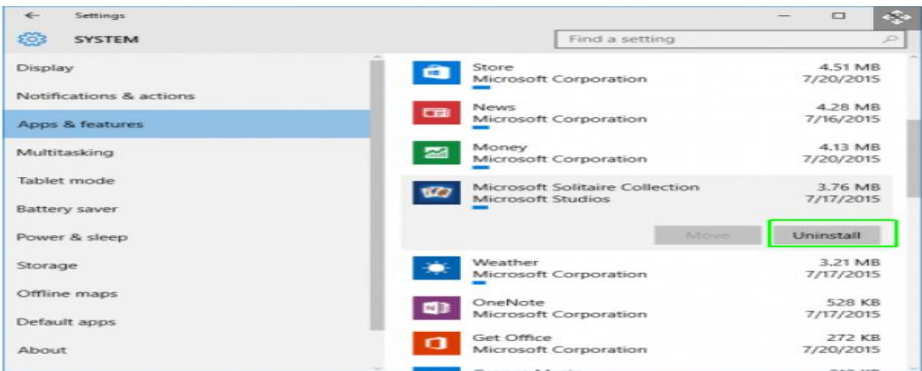 Settings
SYSTEM
Find a setting
Display
Notifications & actions
Apps & features
Multitasking
Tablet mode
Battery saver
Power & sleep
Storage
Offline maps
Default apps
About
Store 4.51 MB
Microsoft Corporation 7/20/2015
News 4.28 MB
Microsoft Corporation 7/16/2015
Money 4.13 MB
Microsoft Corporation 7/20/2015
Microsoft Solitaire Collection 3.76 MB
Microsoft Studios 7/17/2015
Move Uninstall
Weather 3.21 MB
Microsoft Corporation 7/17/2015
OneNote 528 KB
Microsoft Corporation 7/17/2015
Get Office 272 KB
Microsoft Corporation 7/20/2015